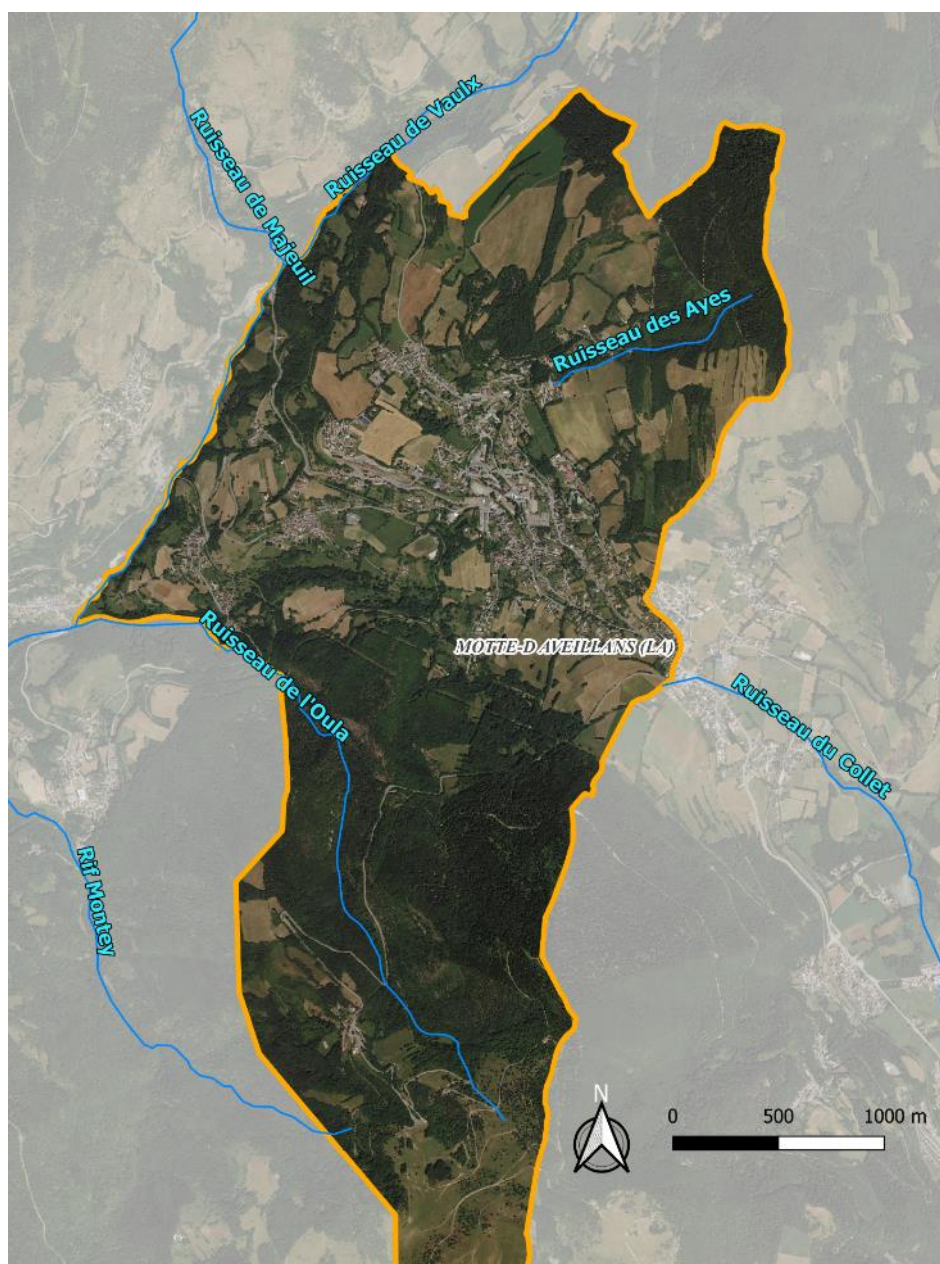 Ruisseau de Vaulx
Ruisseau de Majeuil
Ruisseau des Ayes
Ruisseau de l'Oula
MOTTE-D AVEILLANS (LA)
Ruisseau du Collet
Rif Montey
N
0 500 1000 m